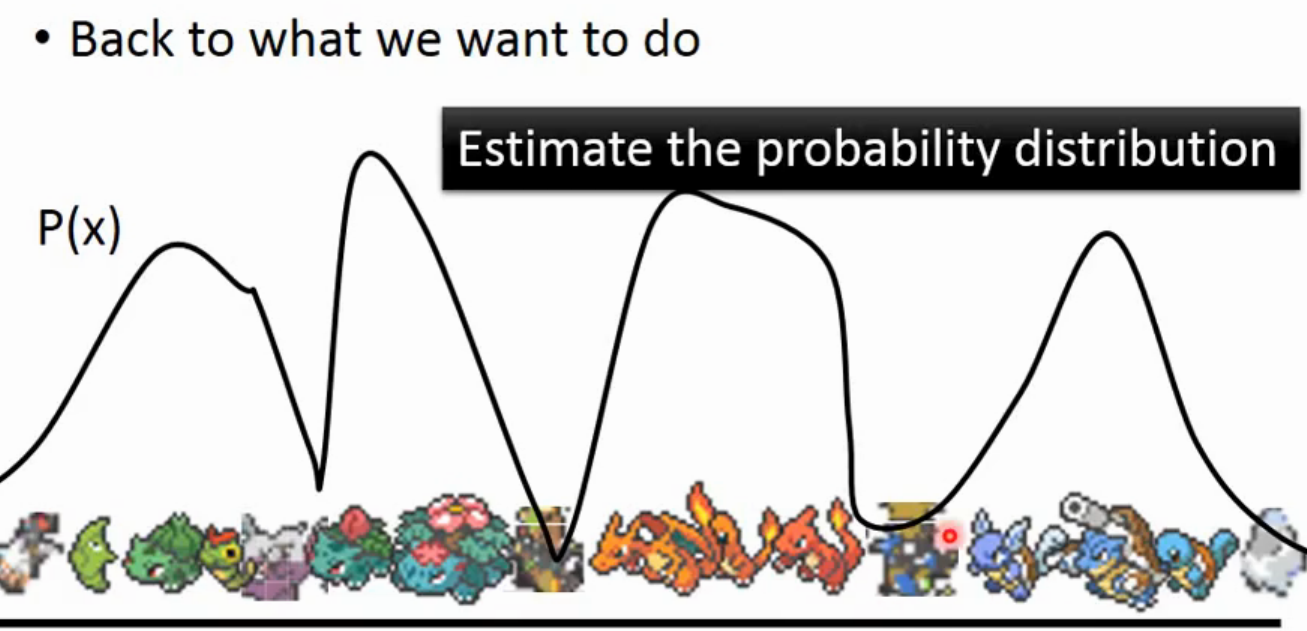 • Back to what we want to do
Estimate the probability distribution
P(x)